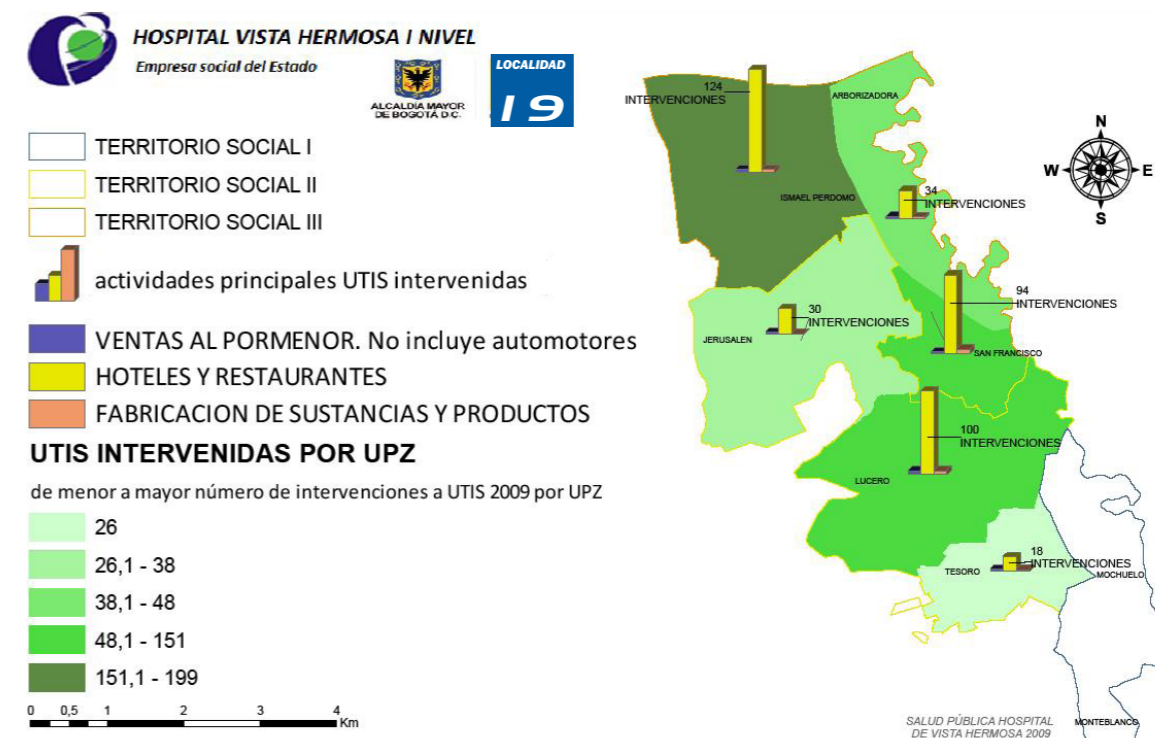 HOSPITAL VISTA HERMOSA I NIVEL
Empresa social del Estado
ALCALDIA MAYOR
DE BOGOTÁ D.C.
LOCALIDAD
19
TERRITORIO SOCIAL I
TERRITORIO SOCIAL II
TERRITORIO SOCIAL III
actividades principales UTIS intervenidas
VENTAS AL PORMENOR. No incluye automotores
HOTELES Y RESTAURANTES
FABRICACION DE SUSTANCIAS Y PRODUCTOS
UTIS INTERVENIDAS POR UPZ
de menor a mayor número de intervenciones a UTIS 2009 por UPZ
26
26,1 - 38
38,1 - 48
48,1 - 151
151,1 - 199
0 0,5 1 2 3 4
Km
124
INTERVENCIONES
ARBORIZADORA
ISMAEL PERDOMO
34
INTERVENCIONES
N
W E
S
30
INTERVENCIONES
JERUSALEN
94
INTERVENCIONES
SAN FRANCISCO
100
INTERVENCIONES
LUCERO
18
INTERVENCIONES
TESORO
MOCHUELO
MONTEBLANCO
SALUD PÚBLICA HOSPITAL
DE VISTA HERMOSA 2009